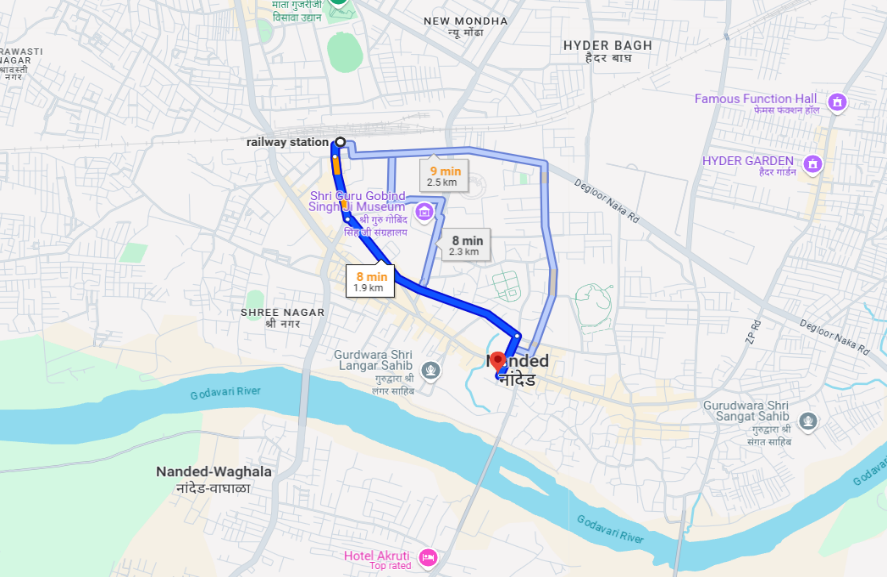 माता गुजरीजी
विसावा उद्यान
NEW MONDHA
न्यू मोंढा
HYDER BAGH
हैदर बाघ
RAWASTI
NAGAR
श्रावस्ती
नगर
Famous Function Hall
फेमस फंक्शन हॉल
railway station
9 min
2.5 km
HYDER GARDEN
हैदर गार्डन
Degloor Naka Rd
Shri Guru Gobind
Singh Ji Museum
श्री गुरु गोबिंद
सिंह जी संग्रहालय
8 min
2.3 km
8 min
1.9 km
SHREE NAGAR
श्री नगर
ZP Rd
Degloor Naka Rd
Gurdwara Shri
Langar Sahib
गुरुद्वारा श्री
लंगर साहिब
Nanded
नांदेड
Godavari River
Gurudwara Shri
Sangat Sahib
गुरुद्वारा श्री
संगत साहिब
Nanded-Waghala
नांदेड-वाघाळा
Godavari
Godavari River
Hotel Akruti
Top rated